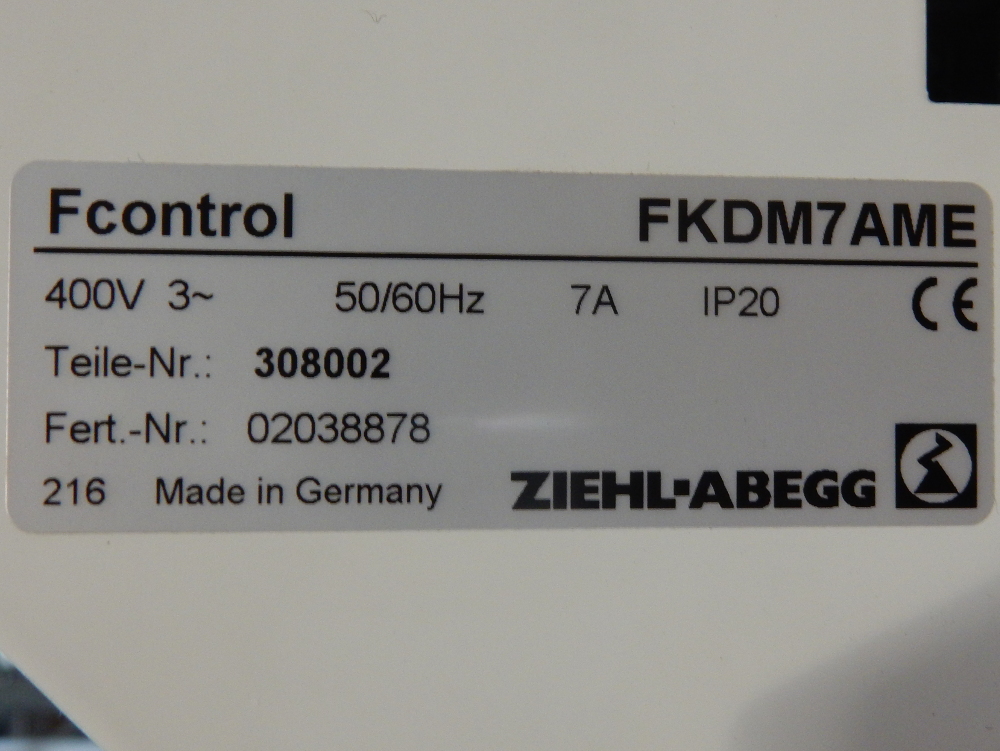 Fcontrol FKDM7AME
400V 3~ 50/60Hz 7A IP20 CE
Teile-Nr.: 308002
Fert.-Nr.: 02038878
216 Made in Germany ZIEHL-ABEGG